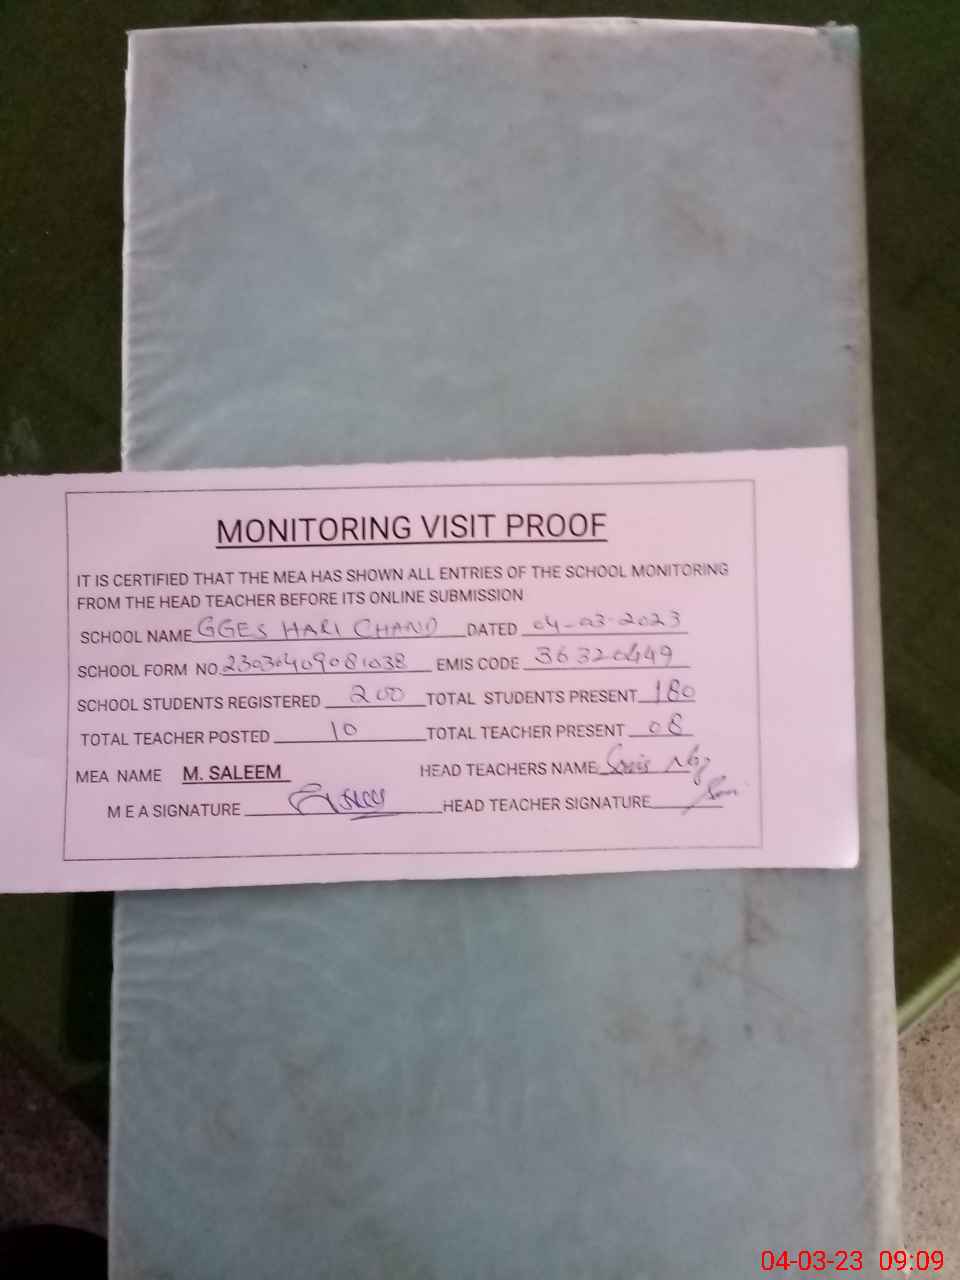 MONITORING VISIT PROOF
IT IS CERTIFIED THAT THE MEA HAS SHOWN ALL ENTRIES OF THE SCHOOL MONITORING
FROM THE HEAD TEACHER BEFORE ITS ONLINE SUBMISSION
SCHOOL NAME GGES HARI CHAND DATED 04-03-2023
SCHOOL FORM NO. 23030409081038 EMIS CODE 36320449
SCHOOL STUDENTS REGISTERED 200 TOTAL STUDENTS PRESENT 180
TOTAL TEACHER POSTED 10 TOTAL TEACHER PRESENT 08
MEA NAME M. SALEEM HEAD TEACHERS NAME
M E A SIGNATURE HEAD TEACHER SIGNATURE
04-03-23 09:09